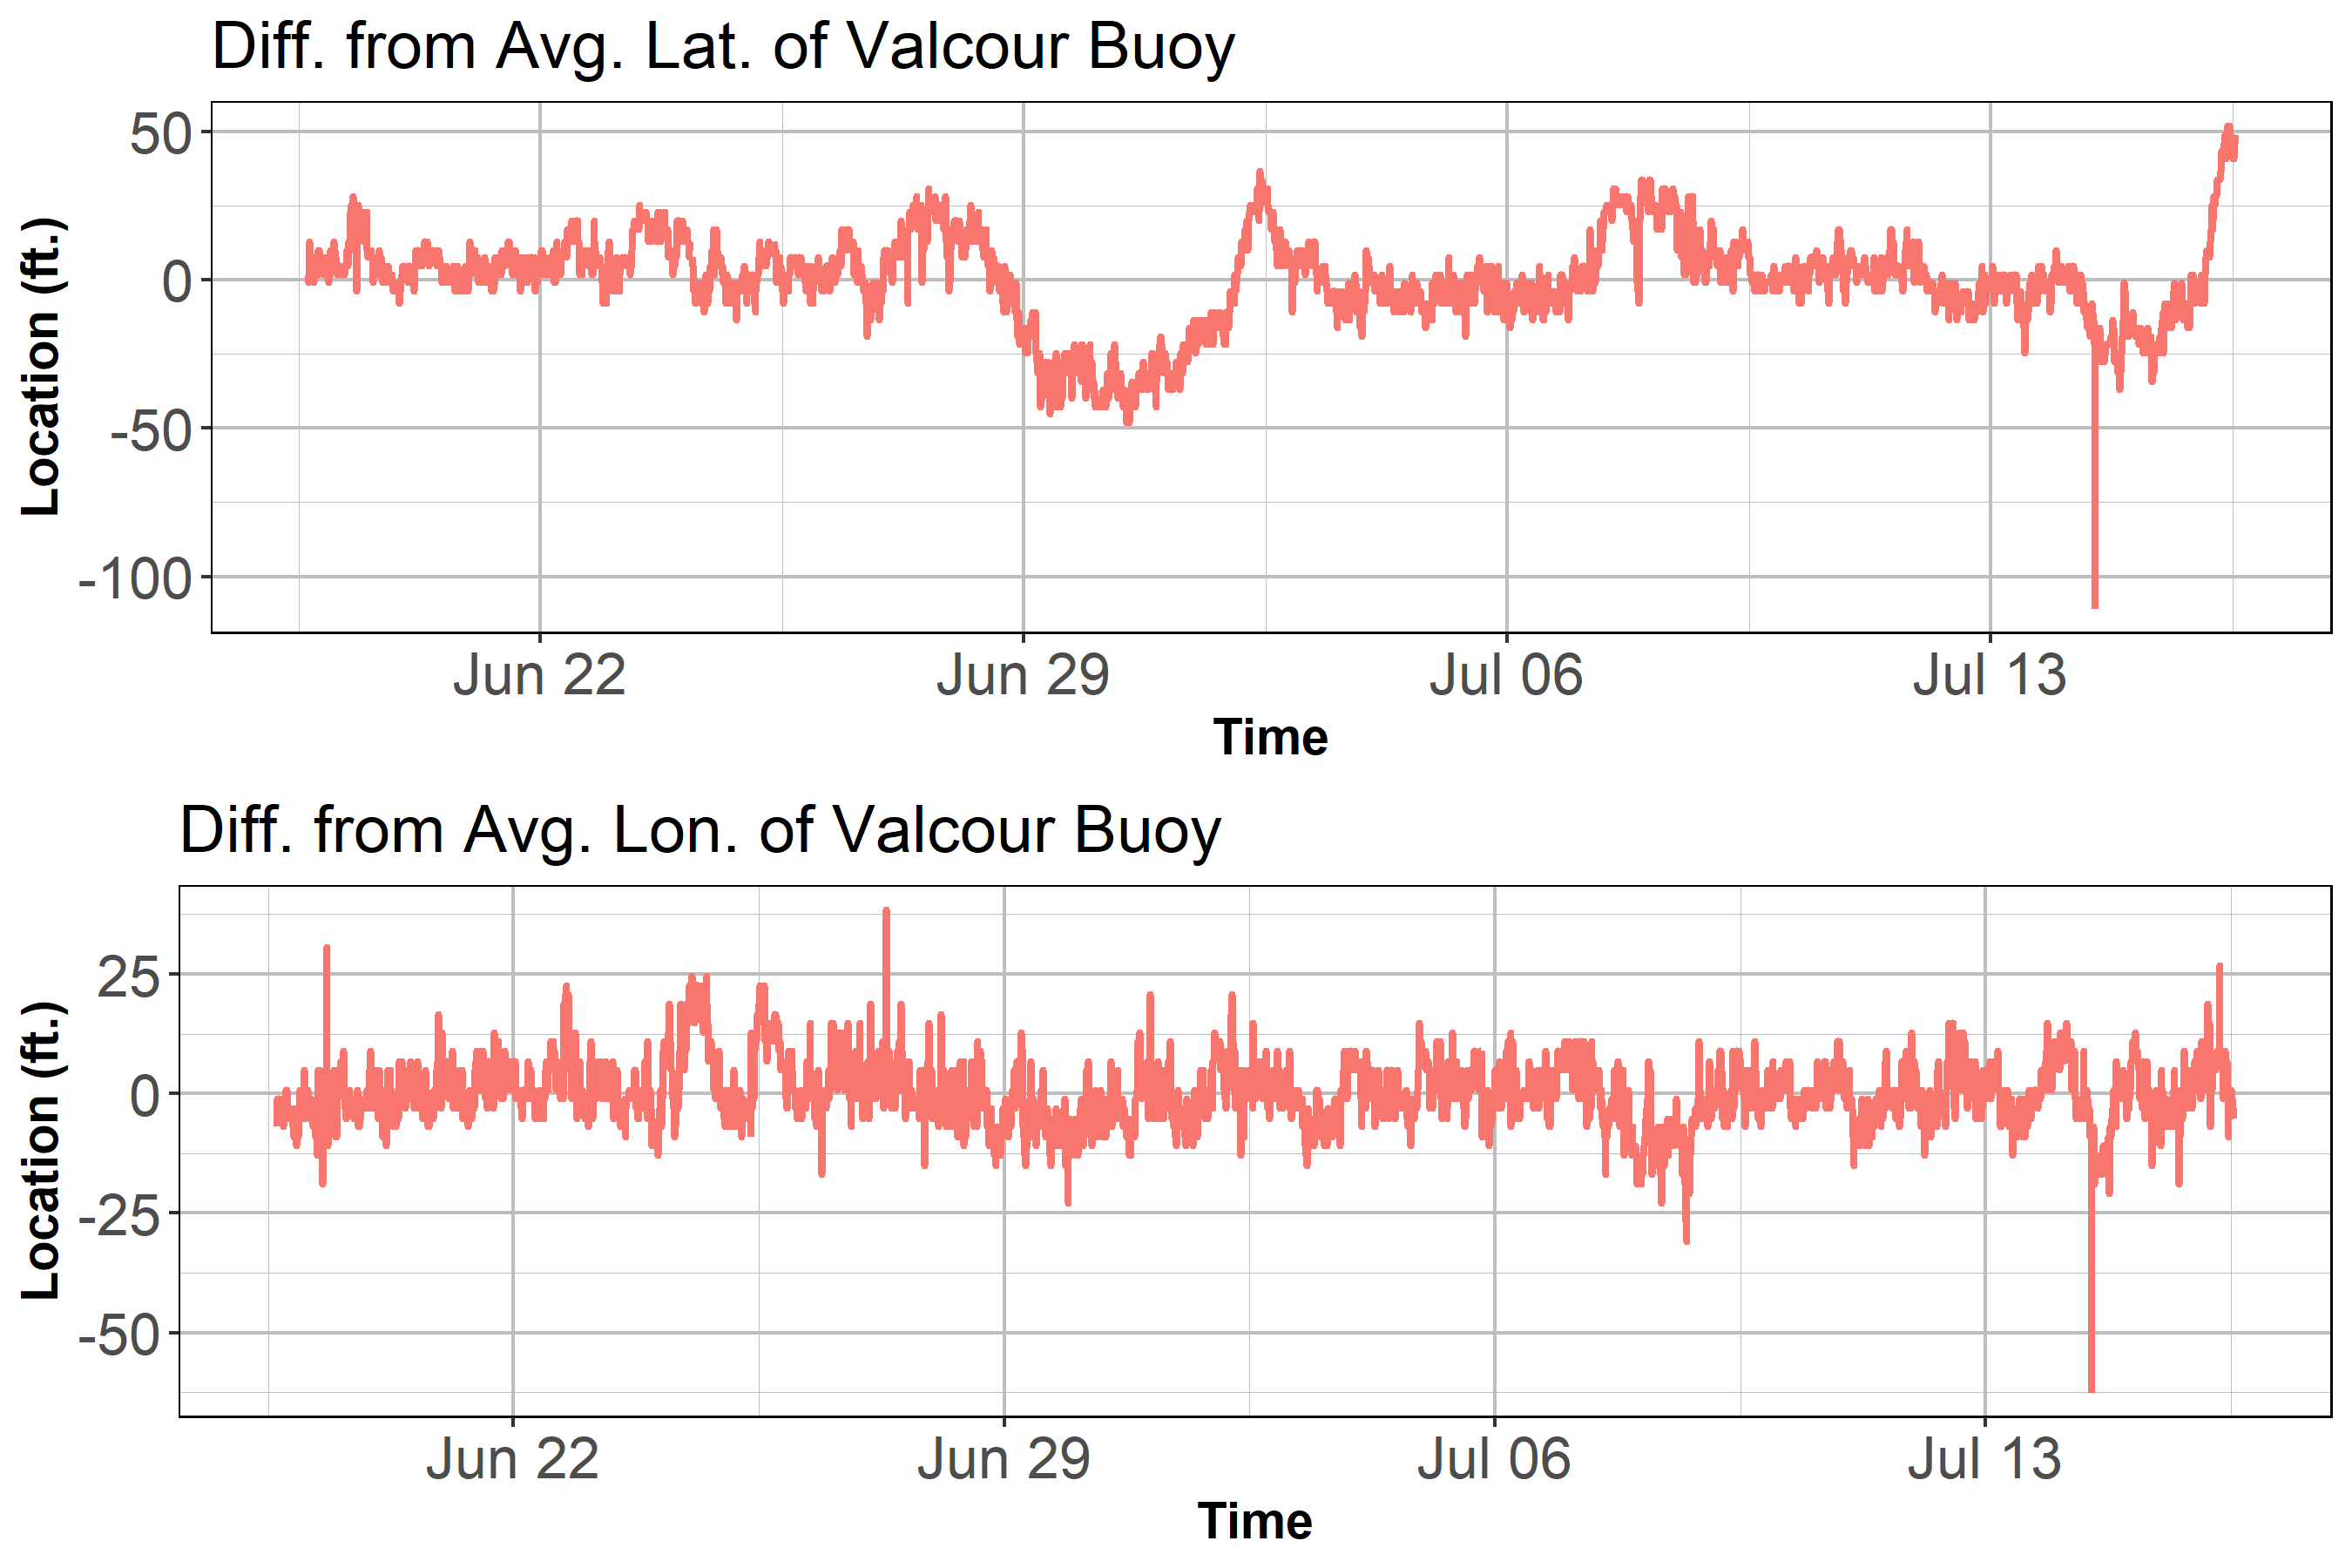 Diff. from Avg. Lat. of Valcour Buoy
Location (ft.)
50
0
-50
-100
Jun 22 Jun 29 Jul 06 Jul 13
Time
Diff. from Avg. Lon. of Valcour Buoy
Location (ft.)
25
0
-25
-50
Jun 22 Jun 29 Jul 06 Jul 13
Time